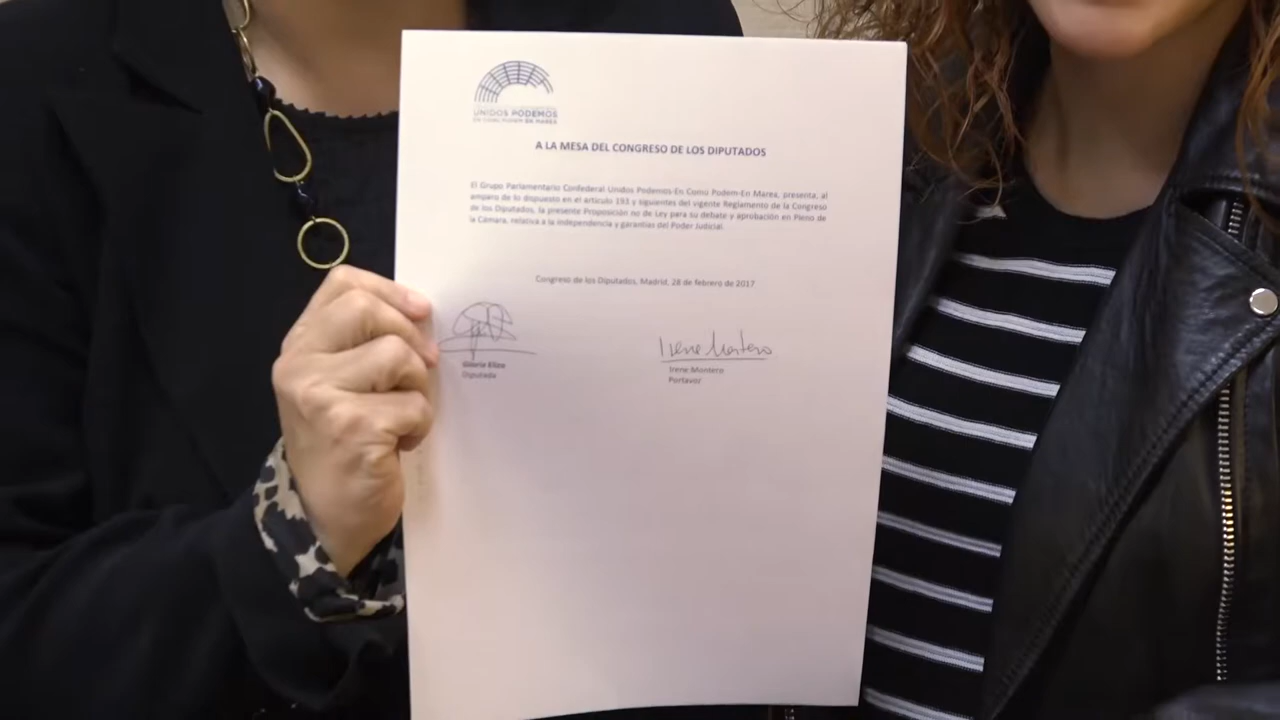 UNIDOS PODEMOS
EN COMÚ PODEM EN MAREA
A LA MESA DEL CONGRESO DE LOS DIPUTADOS
El Grupo Parlamentario Confederal Unidos Podemos-En Comú Podem-En Marea, presenta, al
amparo de lo dispuesto en el artículo 193 y siguientes del vigente Reglamento de la Congreso
de los Diputados, la presente Proposición no de Ley para su debate y aprobación en Pleno de
la Cámara, relativa a la independencia y garantías del Poder Judicial.
Congreso de los Diputados, Madrid, 28 de febrero de 2017
Irene Montero
Gloria Elizo
Diputada
Irene Montero
Portavoz